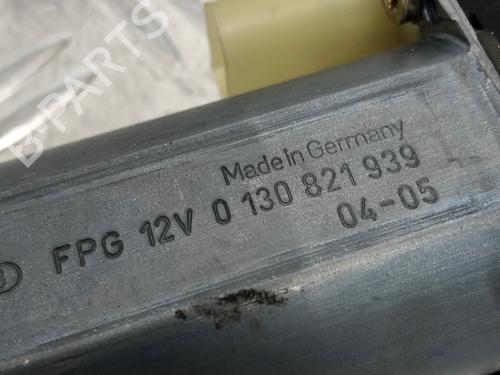 B-PARTS
Made in Germany
FPG 12V 0 130 821 939
04-05